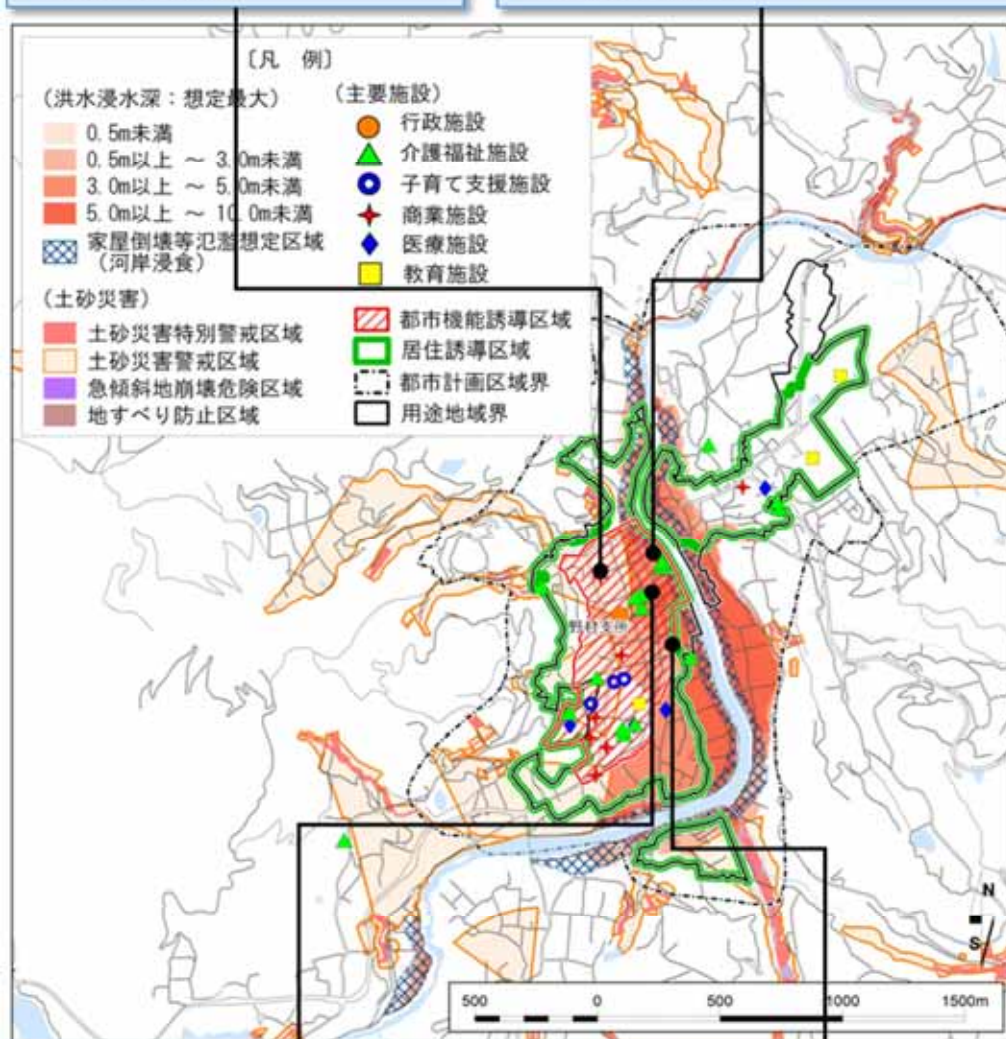 〔凡 例〕
(洪水浸水深：想定最大)
0.5m未満
0.5m以上 ～ 3.0m未満
3.0m以上 ～ 5.0m未満
5.0m以上 ～ 10.0m未満
家屋倒壊等氾濫想定区域
(河岸浸食)
(土砂災害)
土砂災害特別警戒区域
土砂災害警戒区域
急傾斜地崩壊危険区域
地すべり防止区域
(主要施設)
行政施設
介護福祉施設
子育て支援施設
商業施設
医療施設
教育施設
都市機能誘導区域
居住誘導区域
都市計画区域界
用途地域界
野村支所
N
S
500 0 500 1000 1500m